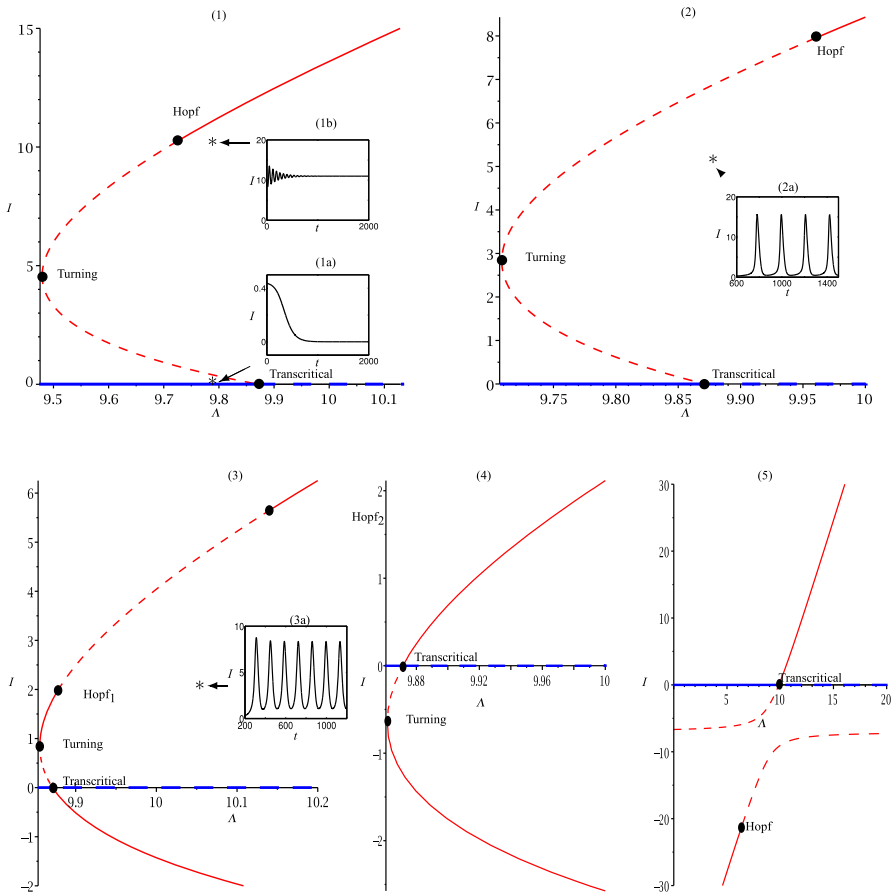 (1)
15
10
5
0
I
Hopf
Turning
Transcritical
(1b)
20
10
0
I
0
t
2000
(1a)
0.4
0
I
0
t
2000
9.5
9.6
9.7
9.8
9.9
10
10.1
Λ
(2)
8
7
6
5
4
3
2
1
0
I
Hopf
Turning
Transcritical
(2a)
20
10
0
I
600
1000
1400
t
9.75
9.80
9.85
9.90
9.95
10
Λ
(3)
6
5
4
3
2
1
0
−1
−2
I
Hopf1
Turning
Transcritical
(3a)
10
5
0
I
200
600
1000
t
9.9
10
10.1
10.2
Λ
(4)
Hopf2
2
1
0
−1
−2
I
Transcritical
Turning
9.88
9.92
9.96
10
Λ
(5)
30
20
10
0
−10
−20
−30
I
Transcritical
Hopf
5
10
15
20
Λ